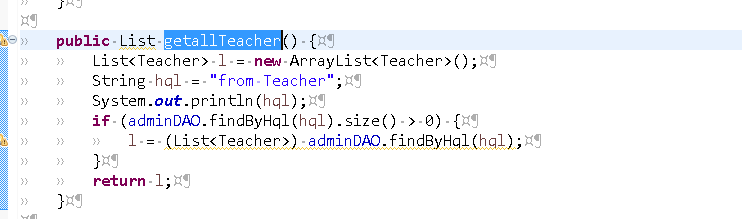 }
public List getallTeacher() {
List<Teacher> l = new ArrayList<Teacher>();
String hql = "from Teacher";
System.out.println(hql);
if (adminDAO.findByHql(hql).size() > 0) {
l = (List<Teacher>) adminDAO.findByHql(hql);
}
return l;
}